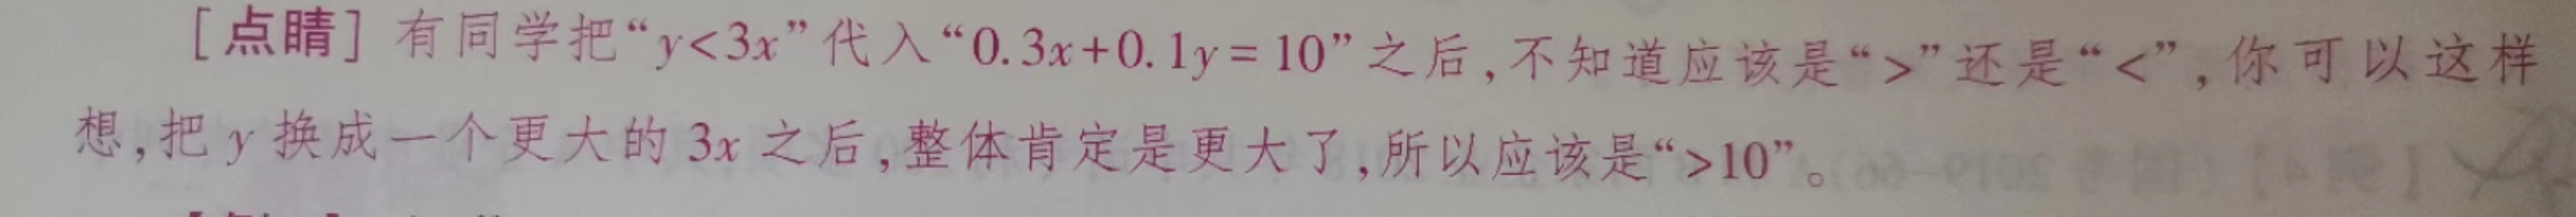 [点睛] 有同学把“y<3x”代入“0.3x+0.1y=10”之后,不知道应该是“>”还是“<”,你可以这样
想,把 y 换成一个更大的 3x 之后,整体肯定是更大了,所以应该是“>10”。